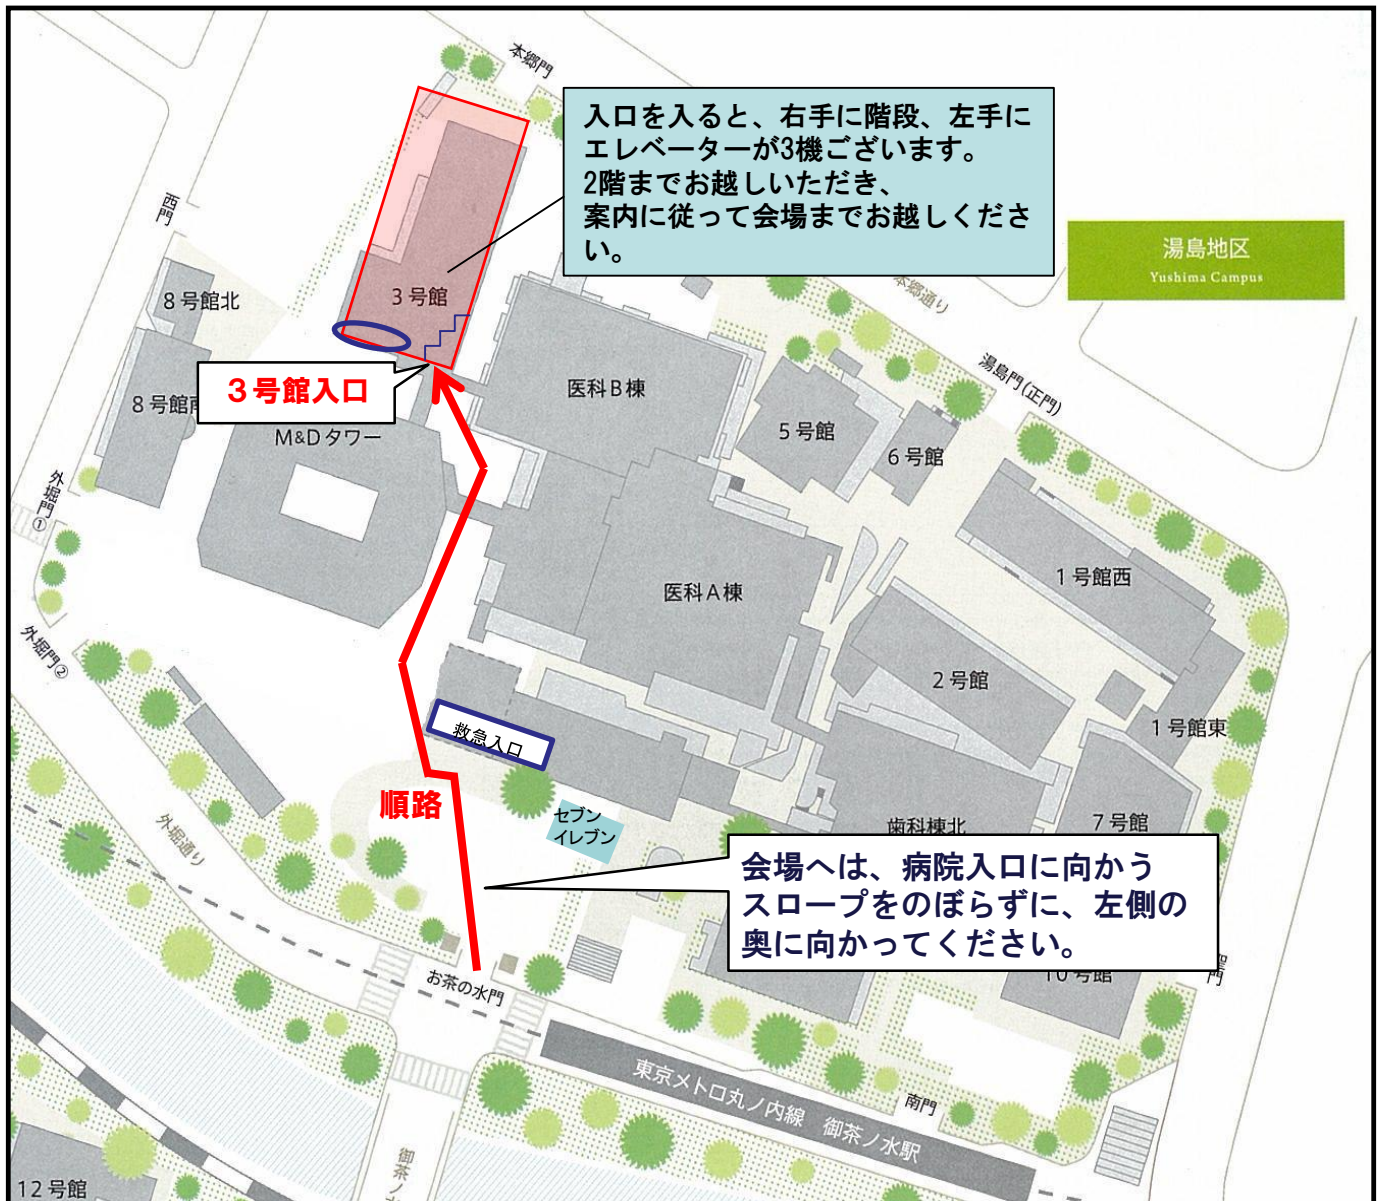 本郷門
入口を入ると、右手に階段、左手に
エレベーターが3機ございます。
2階までお越しいただき、
案内に従って会場までお越しくださ
い。
湯島地区
Yushima Campus
西門
本郷通り
8号館北
3号館
湯島門(正門)
3号館入口
医科B棟
8号館南
M&Dタワー
5号館
6号館
外堀門①
1号館西
医科A棟
外堀門②
2号館
救急入口
1号館東
順路
セブン
イレブン
外堀通り
歯科棟北
7号館
会場へは、病院入口に向かう
スロープをのぼらずに、左側の
奥に向かってください。
お茶の水門
10号館
門
東京メトロ丸ノ内線 御茶ノ水駅
南門
御茶ノ
12号館